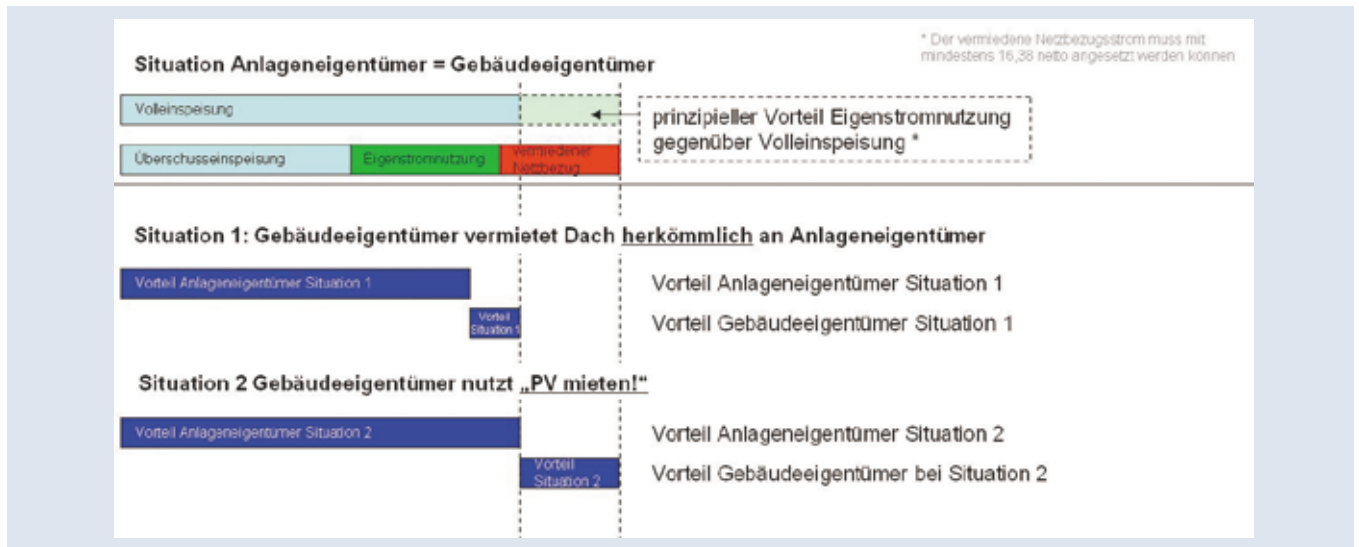 * Der vermiedene Netzbezugsstrom muss mit
mindestens 16,38 netto angesetzt werden können
Situation Anlageneigentümer = Gebäudeeigentümer
Volleinspeisung
prinzipieller Vorteil Eigenstromnutzung
gegenüber Volleinspeisung *
Überschusseinspeisung
Eigenstromnutzung
Vermiedener
Netzbezug
Situation 1: Gebäudeeigentümer vermietet Dach herkömmlich an Anlageneigentümer
Vorteil Anlageneigentümer Situation 1
Vorteil Anlageneigentümer Situation 1
Vorteil
Situation 1
Vorteil Gebäudeeigentümer Situation 1
Situation 2 Gebäudeeigentümer nutzt „PV mieten!“
Vorteil Anlageneigentümer Situation 2
Vorteil Anlageneigentümer Situation 2
Vorteil
Situation 2
Vorteil Gebäudeeigentümer bei Situation 2